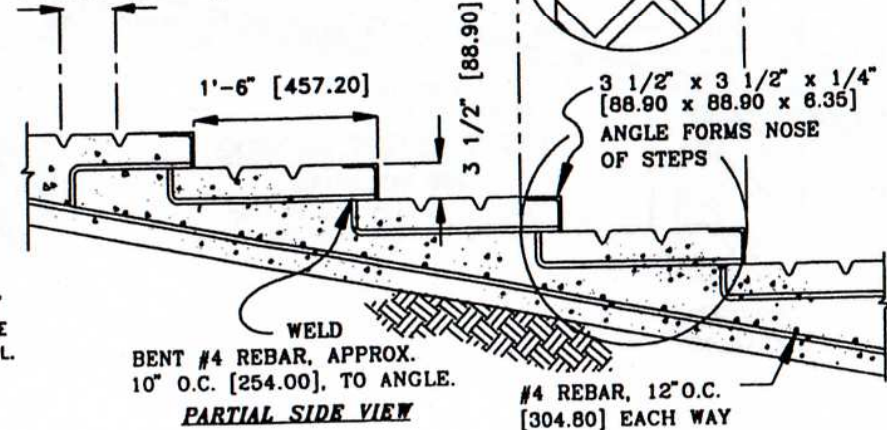 1'-6" [457.20]
3 1/2" [88.90]
3 1/2" x 3 1/2" x 1/4"
[88.90 x 88.90 x 6.35]
ANGLE FORMS NOSE
OF STEPS
WELD
BENT #4 REBAR, APPROX.
10" O.C. [254.00], TO ANGLE.
PARTIAL SIDE VIEW
#4 REBAR, 12"O.C.
[304.80] EACH WAY